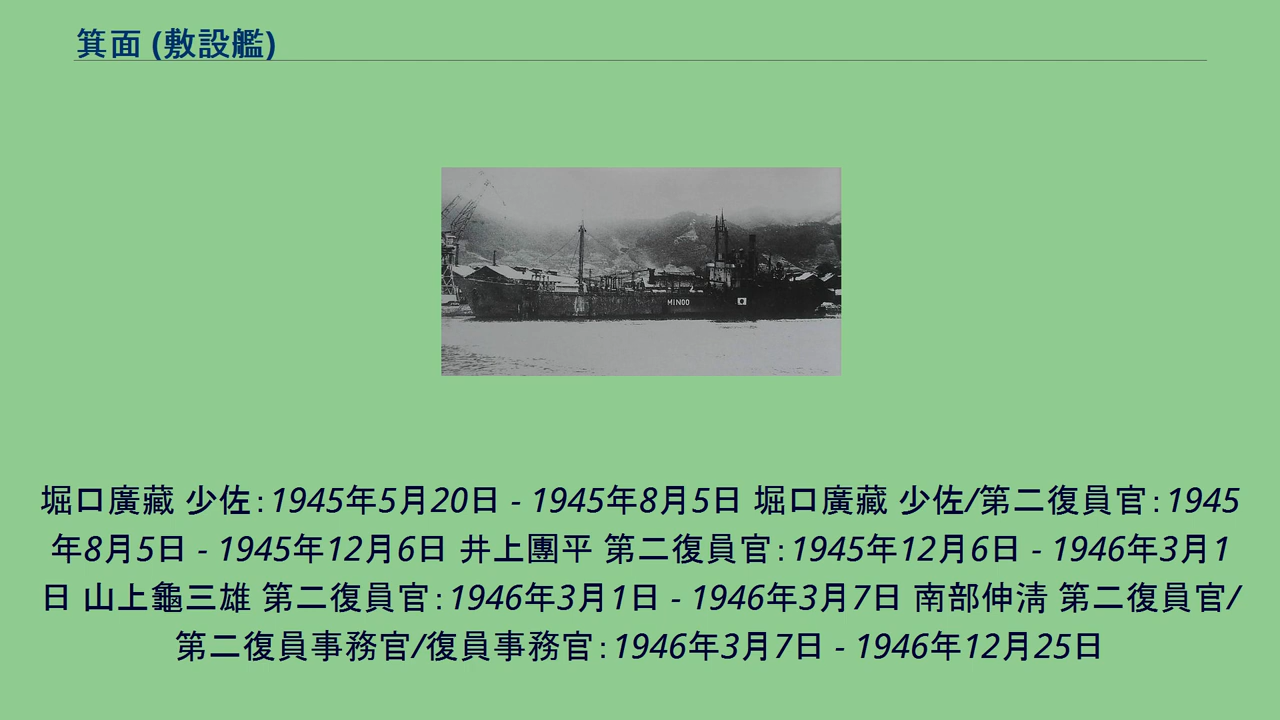 箕面 (敷設艦)
MINOO
堀口廣藏 少佐：1945年5月20日 - 1945年8月5日 堀口廣藏 少佐/第二復員官：1945
年8月5日 - 1945年12月6日 井上團平 第二復員官：1945年12月6日 - 1946年3月1
日 山上龜三雄 第二復員官：1946年3月1日 - 1946年3月7日 南部伸淸 第二復員官/
第二復員事務官/復員事務官：1946年3月7日 - 1946年12月25日